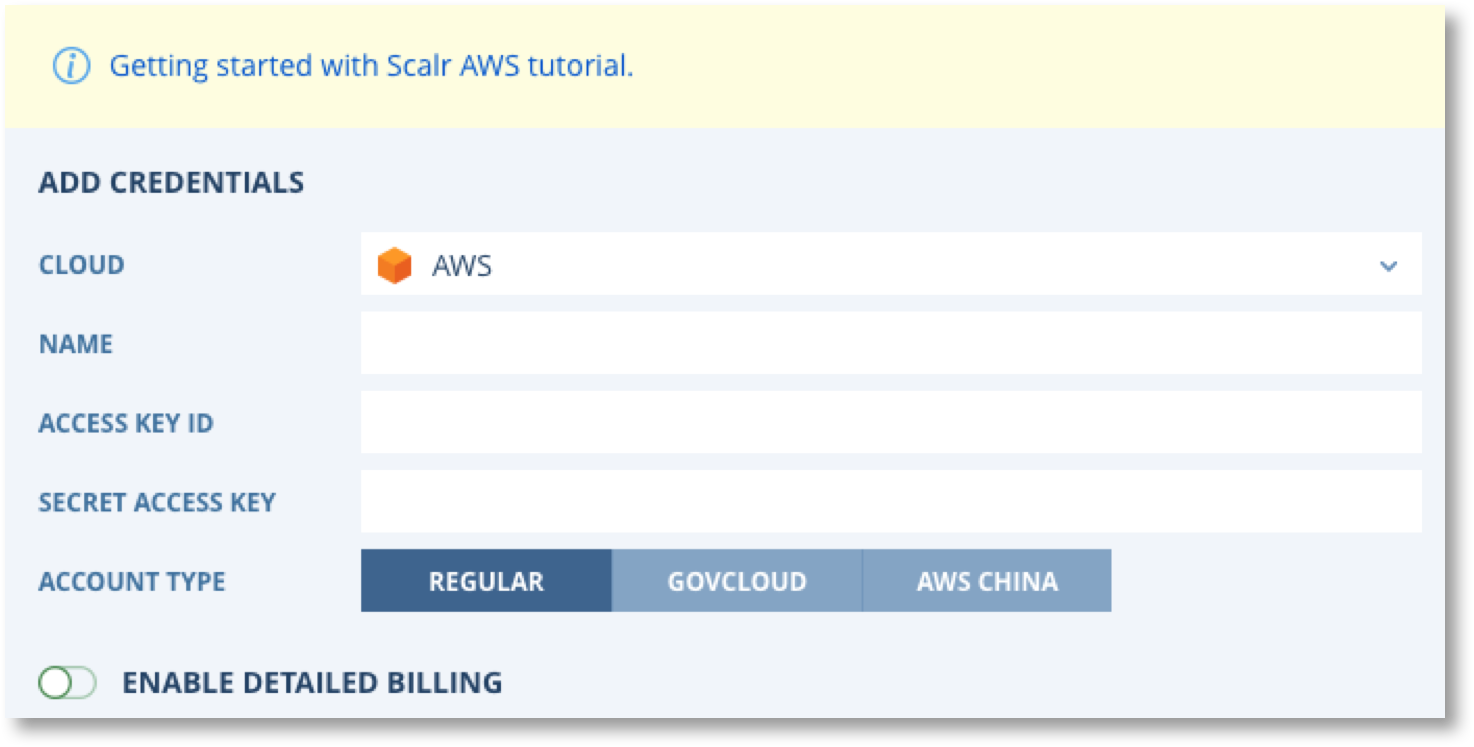 Getting started with Scalr AWS tutorial.
ADD CREDENTIALS
CLOUD AWS
NAME
ACCESS KEY ID
SECRET ACCESS KEY
ACCOUNT TYPE REGULAR GOVCLOUD AWS CHINA
ENABLE DETAILED BILLING